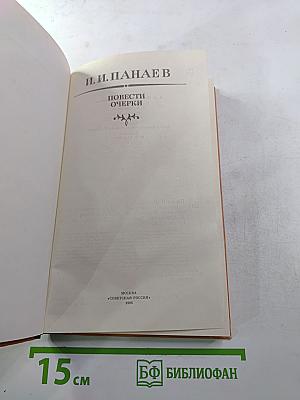 И. И. ПАНАЕВ
ПОВЕСТИ
ОЧЕРКИ
МОСКВА
«СОВЕТСКАЯ РОССИЯ»
15 см
БФ БИБЛИОФАН